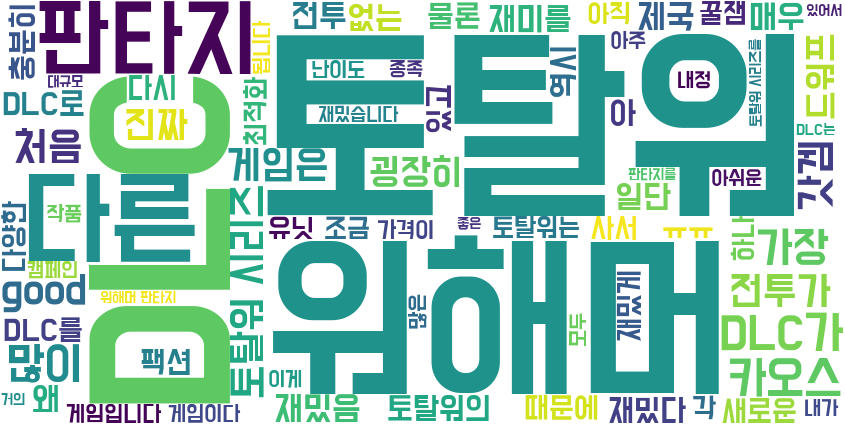 판타지
전투
없는
물론
재미를
아직
제국
꿀잼
매우
있어서
충분히
대규모
됩니다
DLC로
다시
난이도
종족
역시
아주
내정
토탈워 시리즈를
드워프
토탈워
진짜
최적화
재밌습니다
있고
아
DLC는
처음
게임은
굉장히
판타지를
아쉬운
갓겜
다른
DLC
일단
작품
다양한
시리즈
유닛
조금
가격이
좋은
토탈워는
사서
ㅠㅠ
하나
가장
캠페인
good
위해머 판타지
워해머
재밌게
전투가
DLC를
토탈워
많은
모두
DLC가
많이
팩션
이게
카오스
거의
왜
게임입니다
게임이다
재밌음
토탈워의
때문에
재밌다
각
새로운
내가